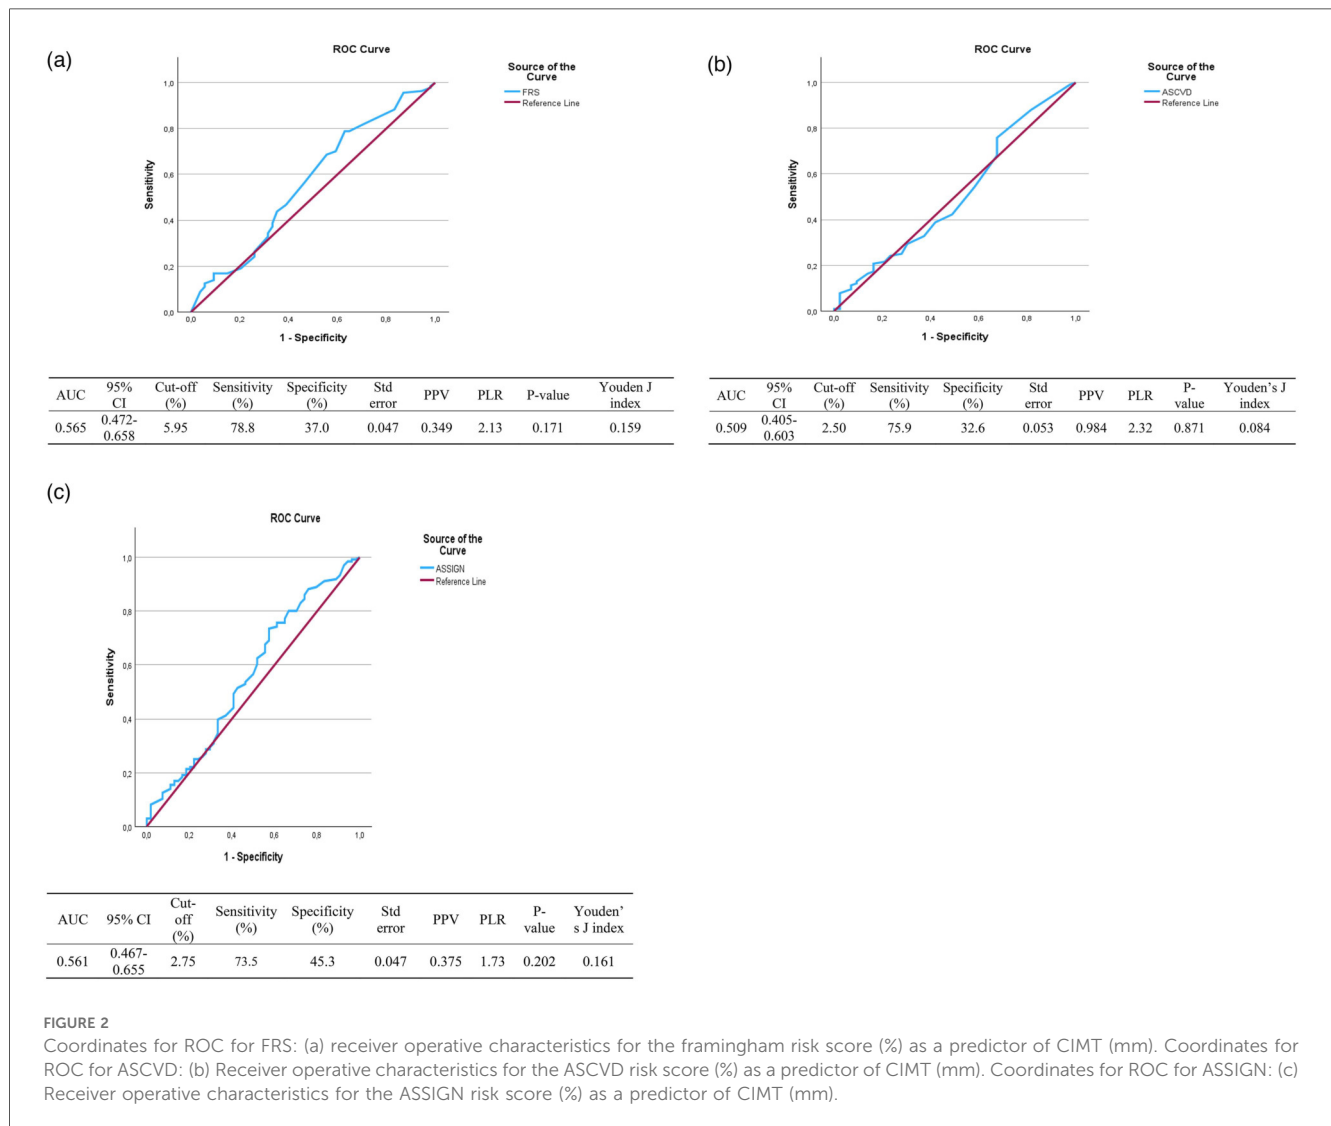 (a)
ROC Curve
Source of the
Curve
FRS
Reference Line
Sensitivity
1,0
0,8
0,6
0,4
0,2
0,0
0,0 0,2 0,4 0,6 0,8 1,0
1 - Specificity
AUC 95% CI Cut-off (%) Sensitivity (%) Specificity (%) Std error PPV PLR P-value Youden J index
0.565 0.472-0.658 5.95 78.8 37.0 0.047 0.349 2.13 0.171 0.159
(b)
ROC Curve
Source of the
Curve
ASCVD
Reference Line
Sensitivity
1,0
0,8
0,6
0,4
0,2
0,0
0,0 0,2 0,4 0,6 0,8 1,0
1 - Specificity
AUC 95% CI Cut-off (%) Sensitivity (%) Specificity (%) Std error PPV PLR P-value Youden's J index
0.509 0.405-0.603 2.50 75.9 32.6 0.053 0.984 2.32 0.871 0.084
(c)
ROC Curve
Source of the
Curve
ASSIGN
Reference Line
Sensitivity
1,0
0,8
0,6
0,4
0,2
0,0
0,0 0,2 0,4 0,6 0,8 1,0
1 - Specificity
AUC 95% CI Cut-off (%) Sensitivity (%) Specificity (%) Std error PPV PLR P-value Youden's J index
0.561 0.467-0.655 2.75 73.5 45.3 0.047 0.375 1.73 0.202 0.161
FIGURE 2
Coordinates for ROC for FRS: (a) receiver operative characteristics for the framingham risk score (%) as a predictor of CIMT (mm). Coordinates for
ROC for ASCVD: (b) Receiver operative characteristics for the ASCVD risk score (%) as a predictor of CIMT (mm). Coordinates for ROC for ASSIGN: (c)
Receiver operative characteristics for the ASSIGN risk score (%) as a predictor of CIMT (mm).